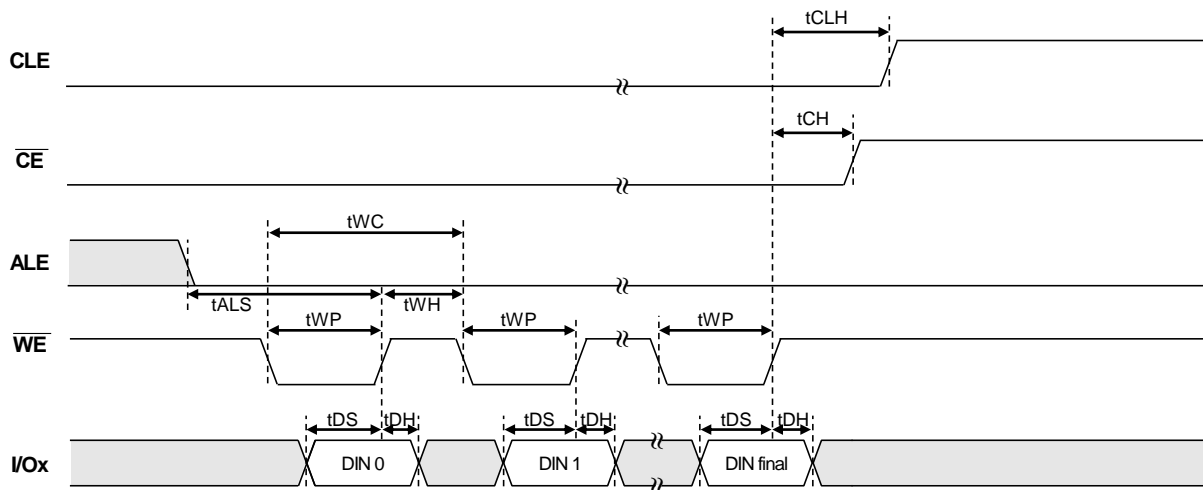 tCLH
CLE
tCH
CE
tWC
ALE
tALS tWH
tWP tWP tWP
WE
tDS tDH tDS tDH tDS tDH
I/Ox DIN 0 DIN 1 DIN final